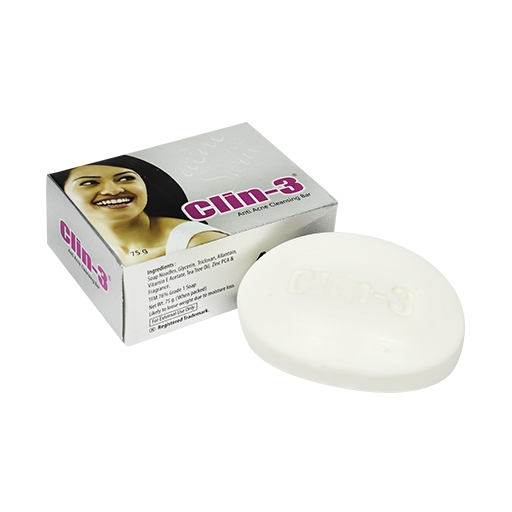 acne
Clin-3®
Anti Acne Cleansing Bar
75 g
Clin-3®
Ingredients :
Soap Noodles, Glycerin, Triclosan, Allantoin,
Vitamin E Acetate, Tea Tree Oil, Zinc PCA &
Fragrance.
TFM 76% Grade 1 Soap
Net Wt. 75 g (When packed)
Likely to loose weight due to moisture loss.
For External Use Only
® Registered Trademark.
Clin-3